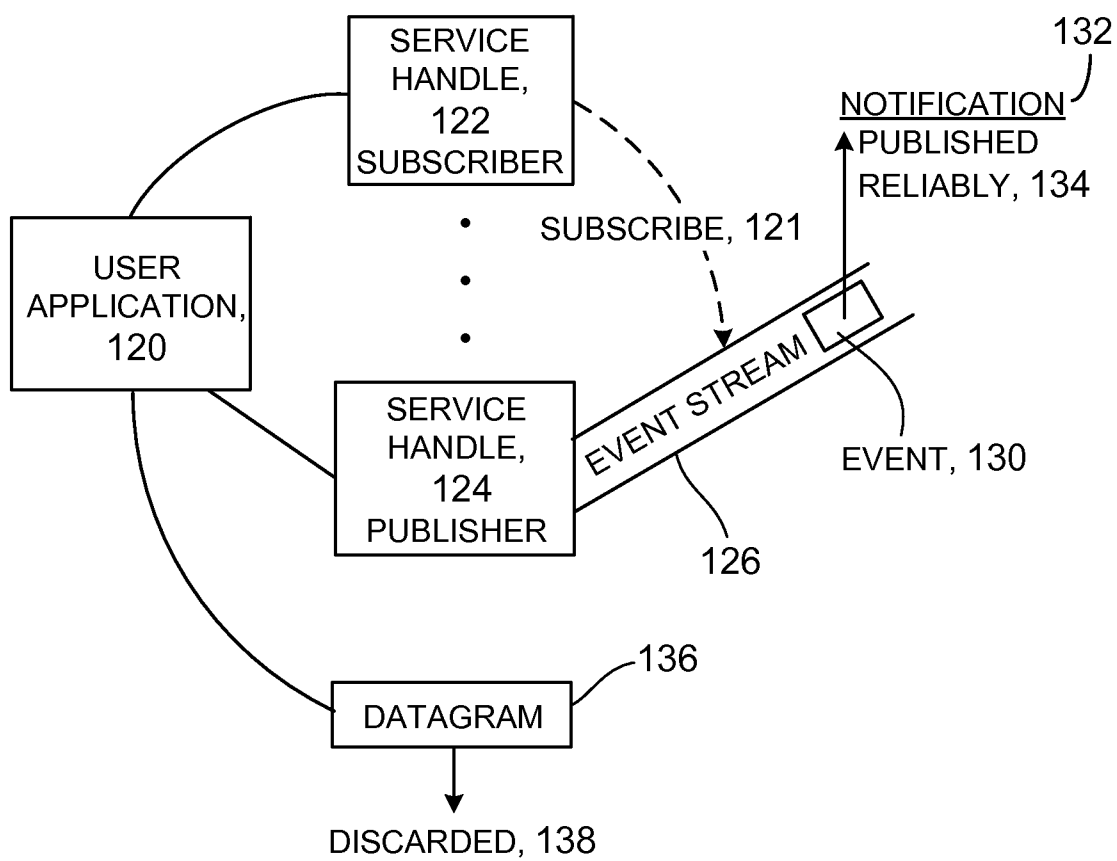 SERVICE
HANDLE,
122
SUBSCRIBER
132
NOTIFICATION
PUBLISHED
RELIABLY, 134
SUBSCRIBE, 121
USER
APPLICATION,
120
SERVICE
HANDLE,
124
PUBLISHER
EVENT STREAM
EVENT, 130
126
136
DATAGRAM
DISCARDED, 138